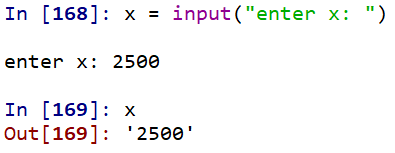 In [168]: x = input("enter x: ")
enter x: 2500
In [169]: x
Out[169]: '2500'